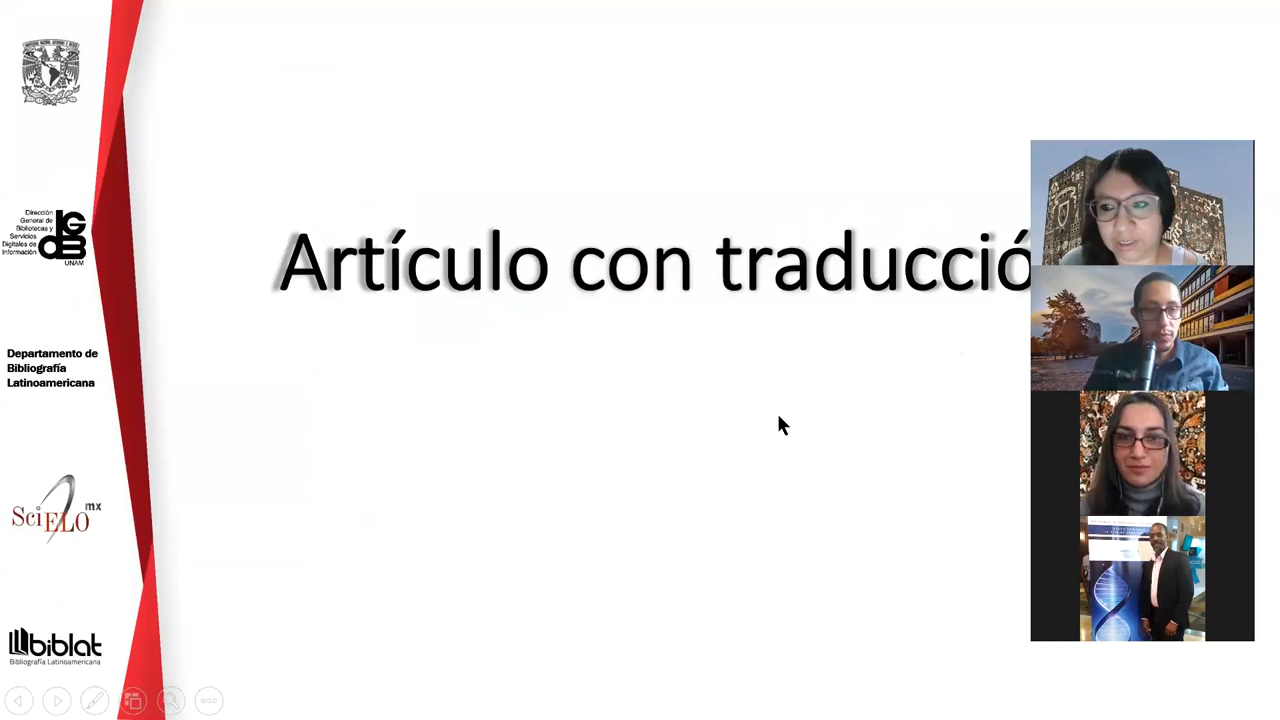 Dirección
General de
Bibliotecas y
Servicios
Digitales de
Información
UNAM
Departamento de
Bibliografía
Latinoamericana
SciELO mx
biblat
Bibliografía Latinoamericana
Artículo con traducció